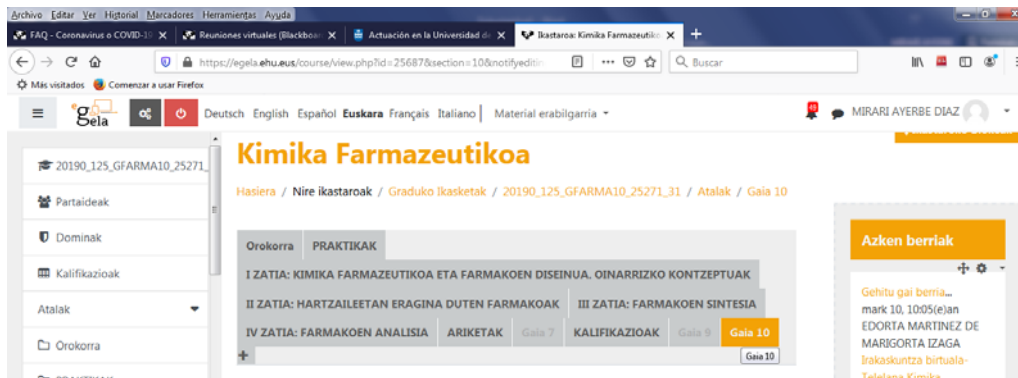 Archivo Editar Ver Historial Marcadores Herramientas Ayuda
FAQ - Coronavirus o COVID-19 Reuniones virtuales (Blackboar Actuación en la Universidad de Ikastaroa: Kimika Farmazeutiko
https://egela.ehu.eus/course/view.php?id=25687&section=10&notifyeditin Buscar
Más visitados Comenzar a usar Firefox
eGela Deutsch English Español Euskara Français Italiano Material erabilgarria MIRARI AYERBE DIAZ
Kimika Farmazeutikoa
Hasiera / Nire ikastaroak / Graduko Ikasketak / 20190_125_GFARMA10_25271_31 / Atalak / Gaia 10
20190_125_GFARMA10_25271_
Partaideak
Dominak
Kalifikazioak
Atalak
Orokorra
Orokorra PRAKTIKAK
I ZATIA: KIMIKA FARMAZEUTIKOA ETA FARMAKOEN DISEINUA. OINARRIZKO KONTZEPTUAK
II ZATIA: HARTZAILEETAN ERAGINA DUTEN FARMAKOAK III ZATIA: FARMAKOEN SINTESIA
IV ZATIA: FARMAKOEN ANALISIA ARIKETAK Gaia 7 KALIFIKAZIOAK Gaia 9 Gaia 10
Gaia 10
Azken berriak
Gehitu gai berria...
mark 10, 10:05(e)an
EDORTA MARTINEZ DE
MARIGORTA IZAGA
Irakaskuntza birtuala-